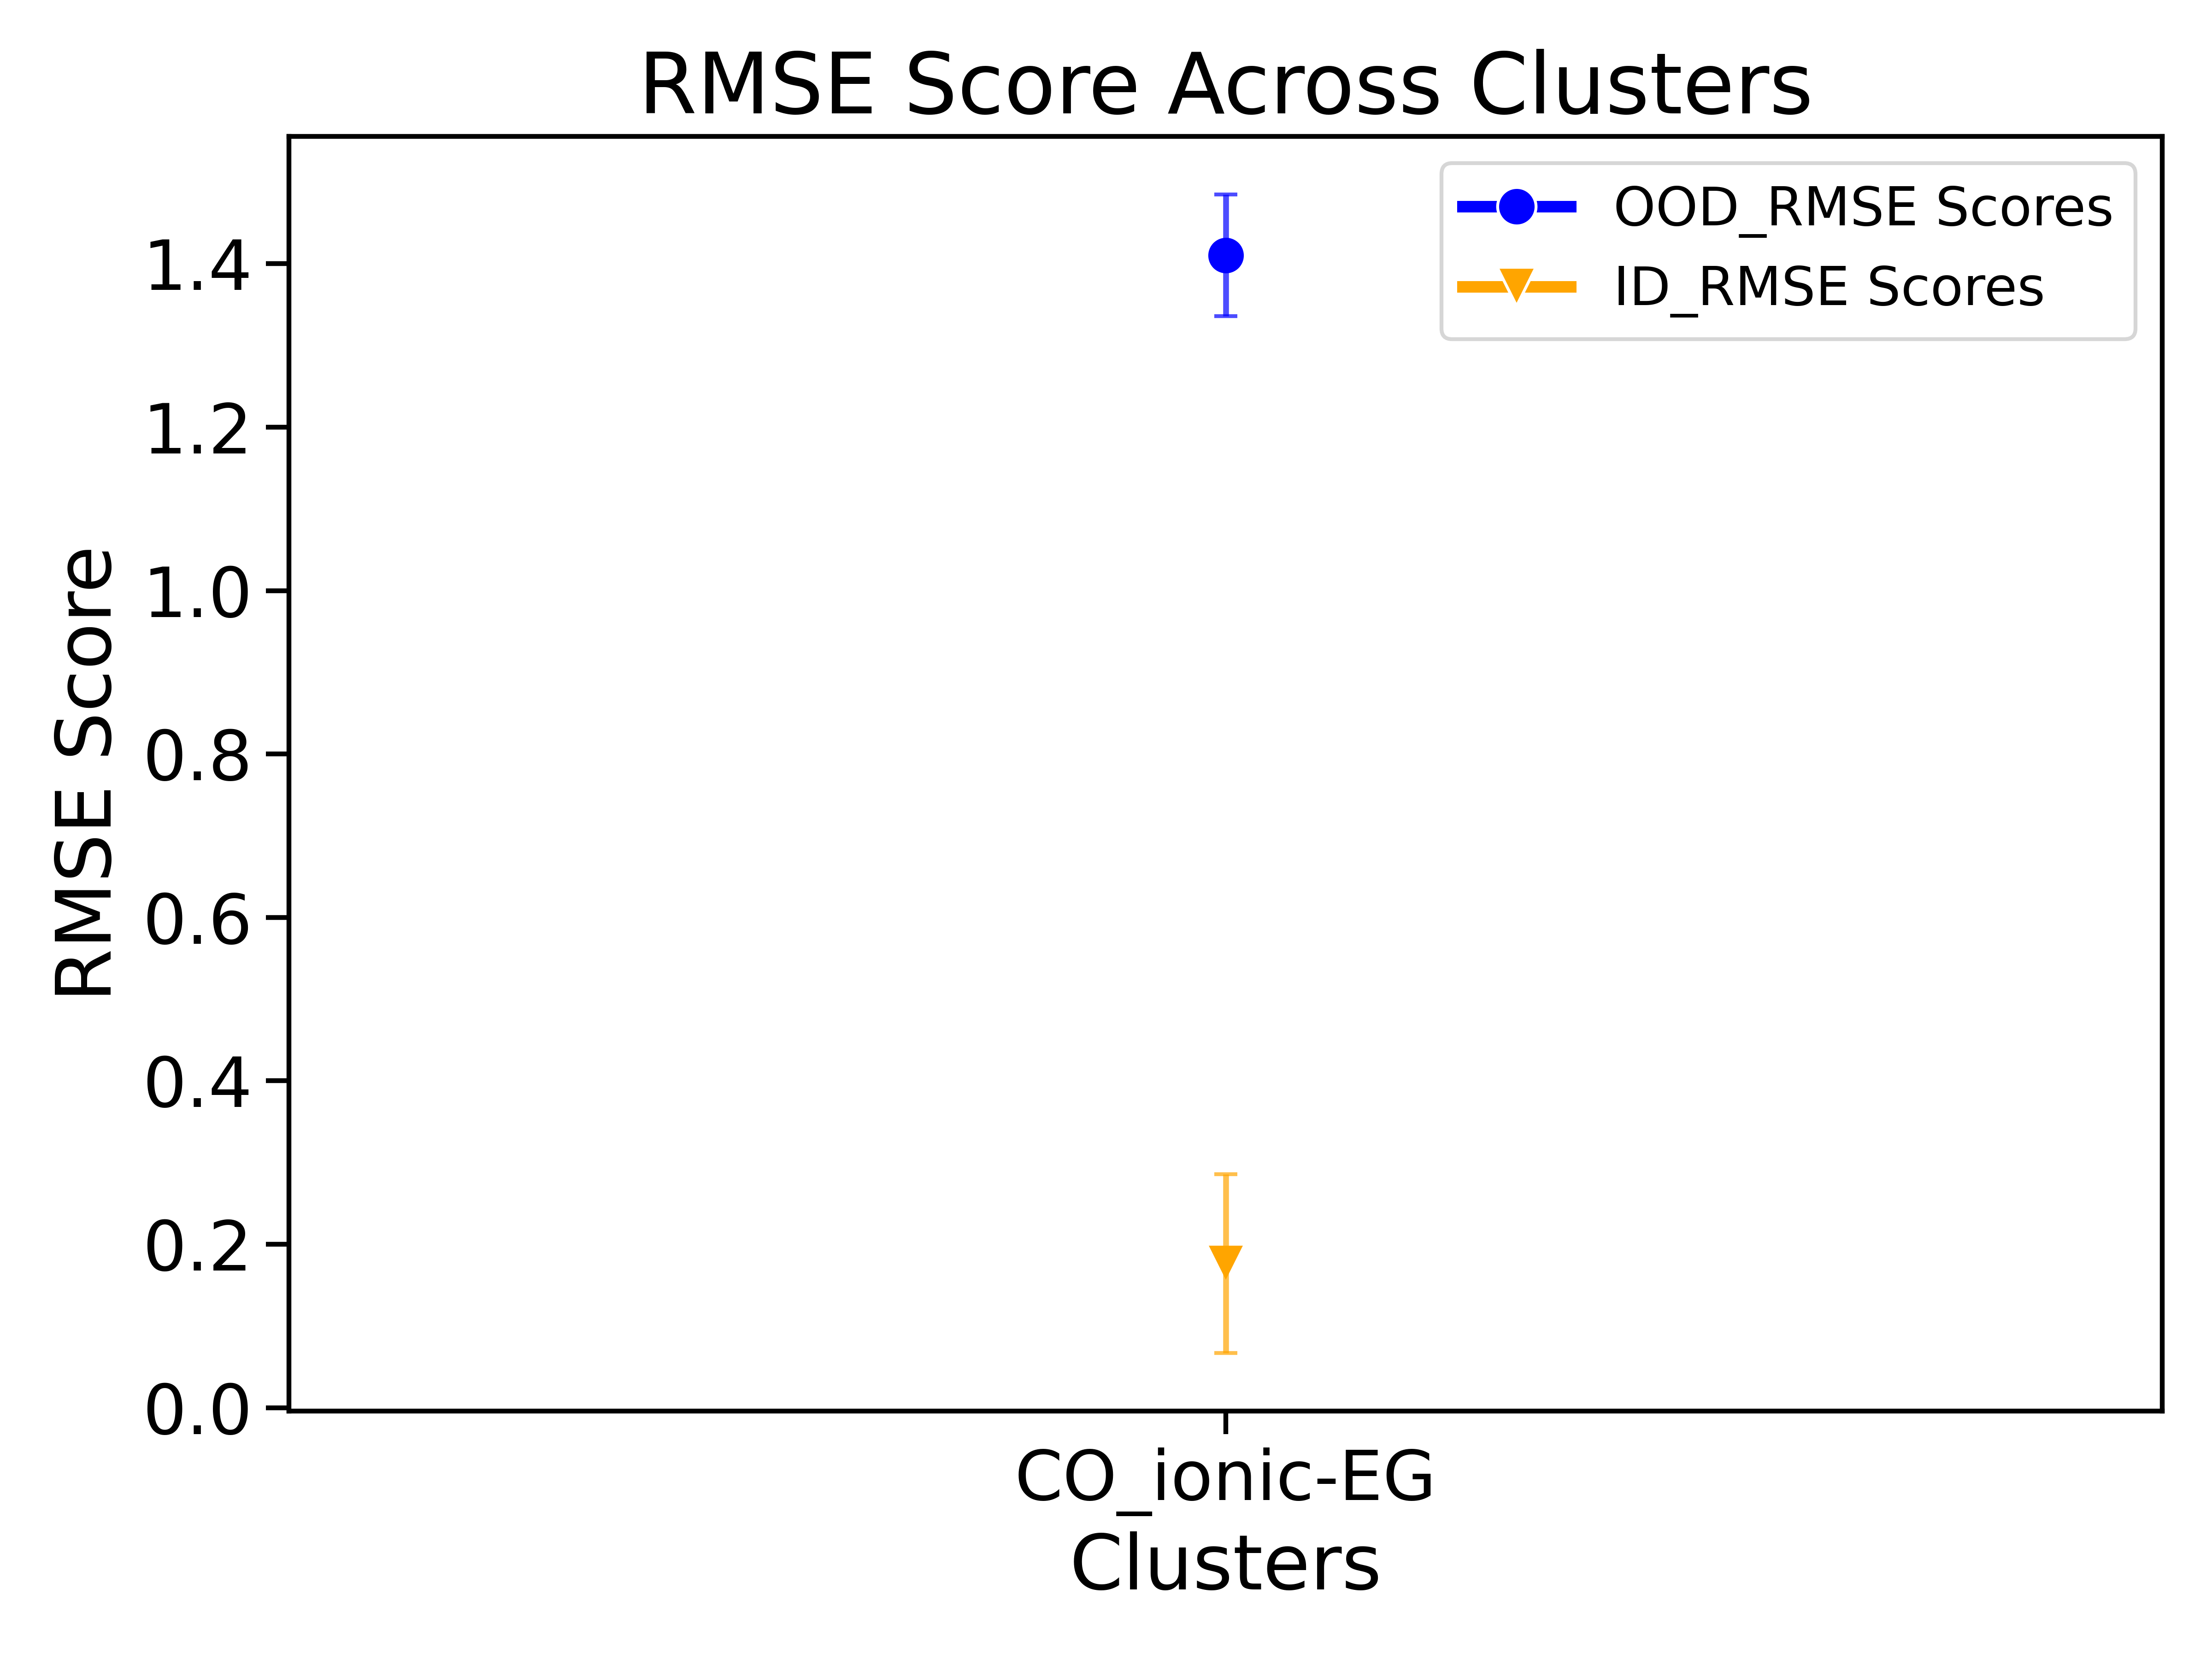 RMSE Score Across Clusters
OOD_RMSE Scores
ID_RMSE Scores
RMSE Score
1.4
1.2
1.0
0.8
0.6
0.4
0.2
0.0
CO_ionic-EG
Clusters